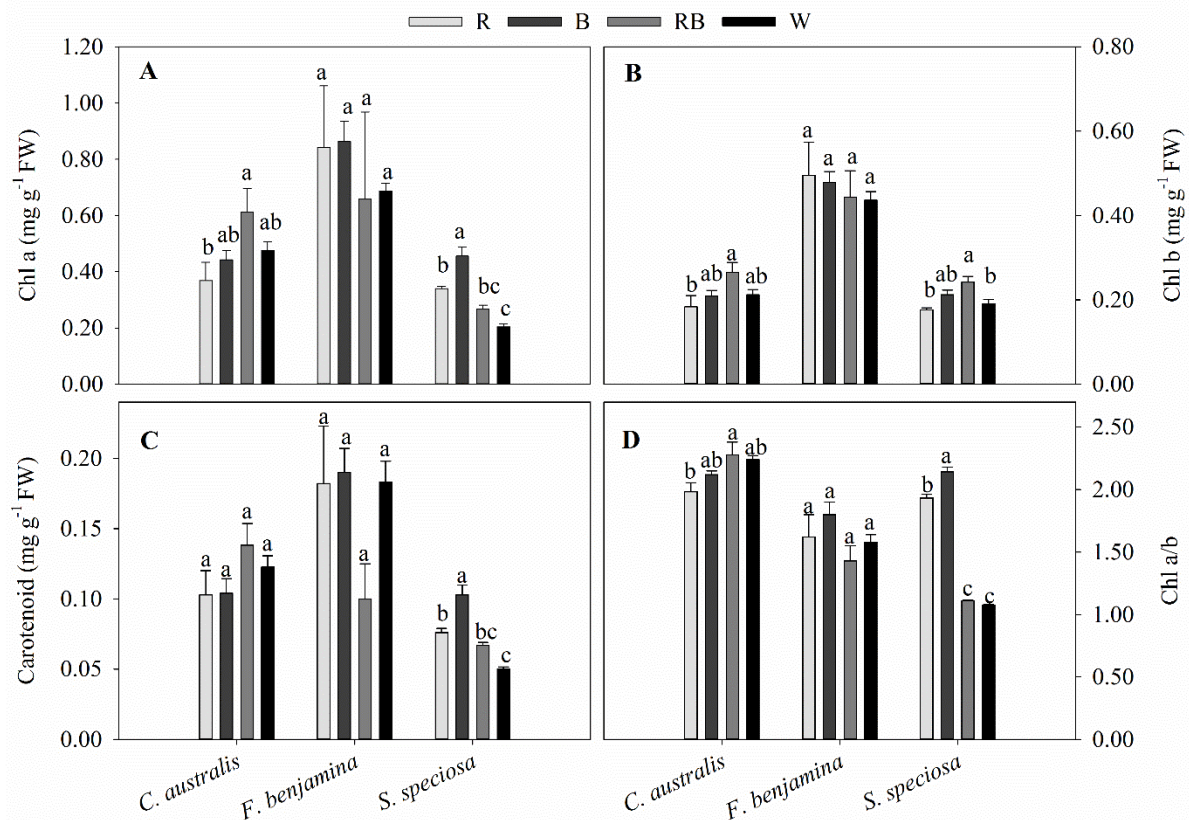 R B RB W
A
Chl a (mg g⁻¹ FW)
1.20
1.00
0.80
0.60
0.40
0.20
0.00
b ab a ab
a a a a
b a bc c
B
Chl b (mg g⁻¹ FW)
0.80
0.60
0.40
0.20
0.00
b ab a ab
a a a a
b ab a b
C
Carotenoid (mg g⁻¹ FW)
0.20
0.15
0.10
0.05
0.00
a a a a
a a a a
b a bc c
C. australis
F. benjamina
S. speciosa
D
Chl a/b
2.50
2.00
1.50
1.00
0.50
0.00
b ab a ab
a a a a
b a c c
C. australis
F. benjamina
S. speciosa